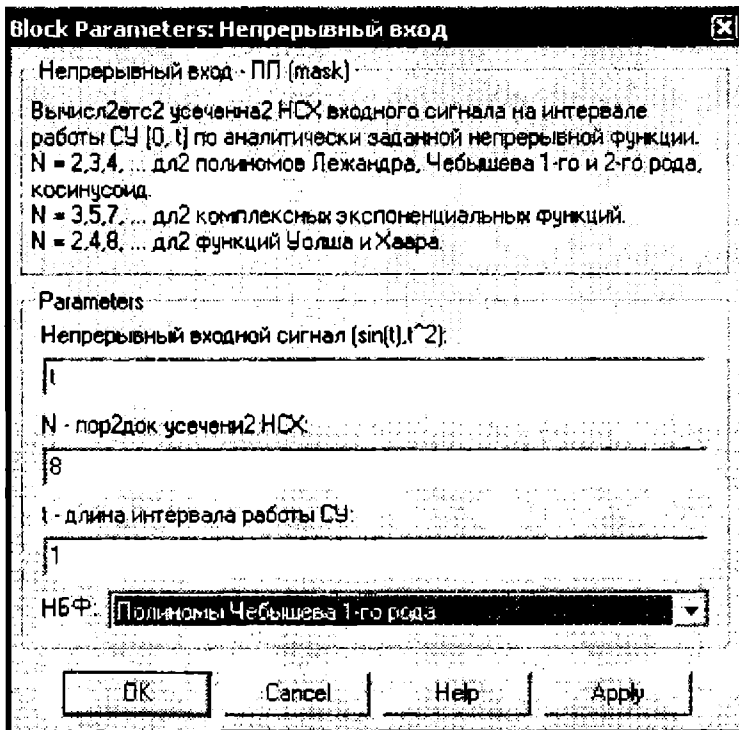 Block Parameters: Непрерывный вход
Непрерывный вход - ПП (mask)
Вычисл2етс2 усеченна2 НСХ входного сигнала на интервале
работы СУ [0, t] по аналитически заданной непрерывной функции.
N = 2,3,4, ... дл2 полиномов Лежандра, Чебышева 1-го и 2-го рода,
косинусоид.
N = 3,5,7, ... дл2 комплексных экспоненциальных функций.
N = 2,4,8, ... дл2 функций Уолша и Хаара.
Parameters
Непрерывный входной сигнал (sin(t),t^2):
t
N - пор2док усечени2 НСХ:
8
t - длина интервала работы СУ:
1
НБФ: Полиномы Чебышева 1-го рода
OK Cancel Help Apply